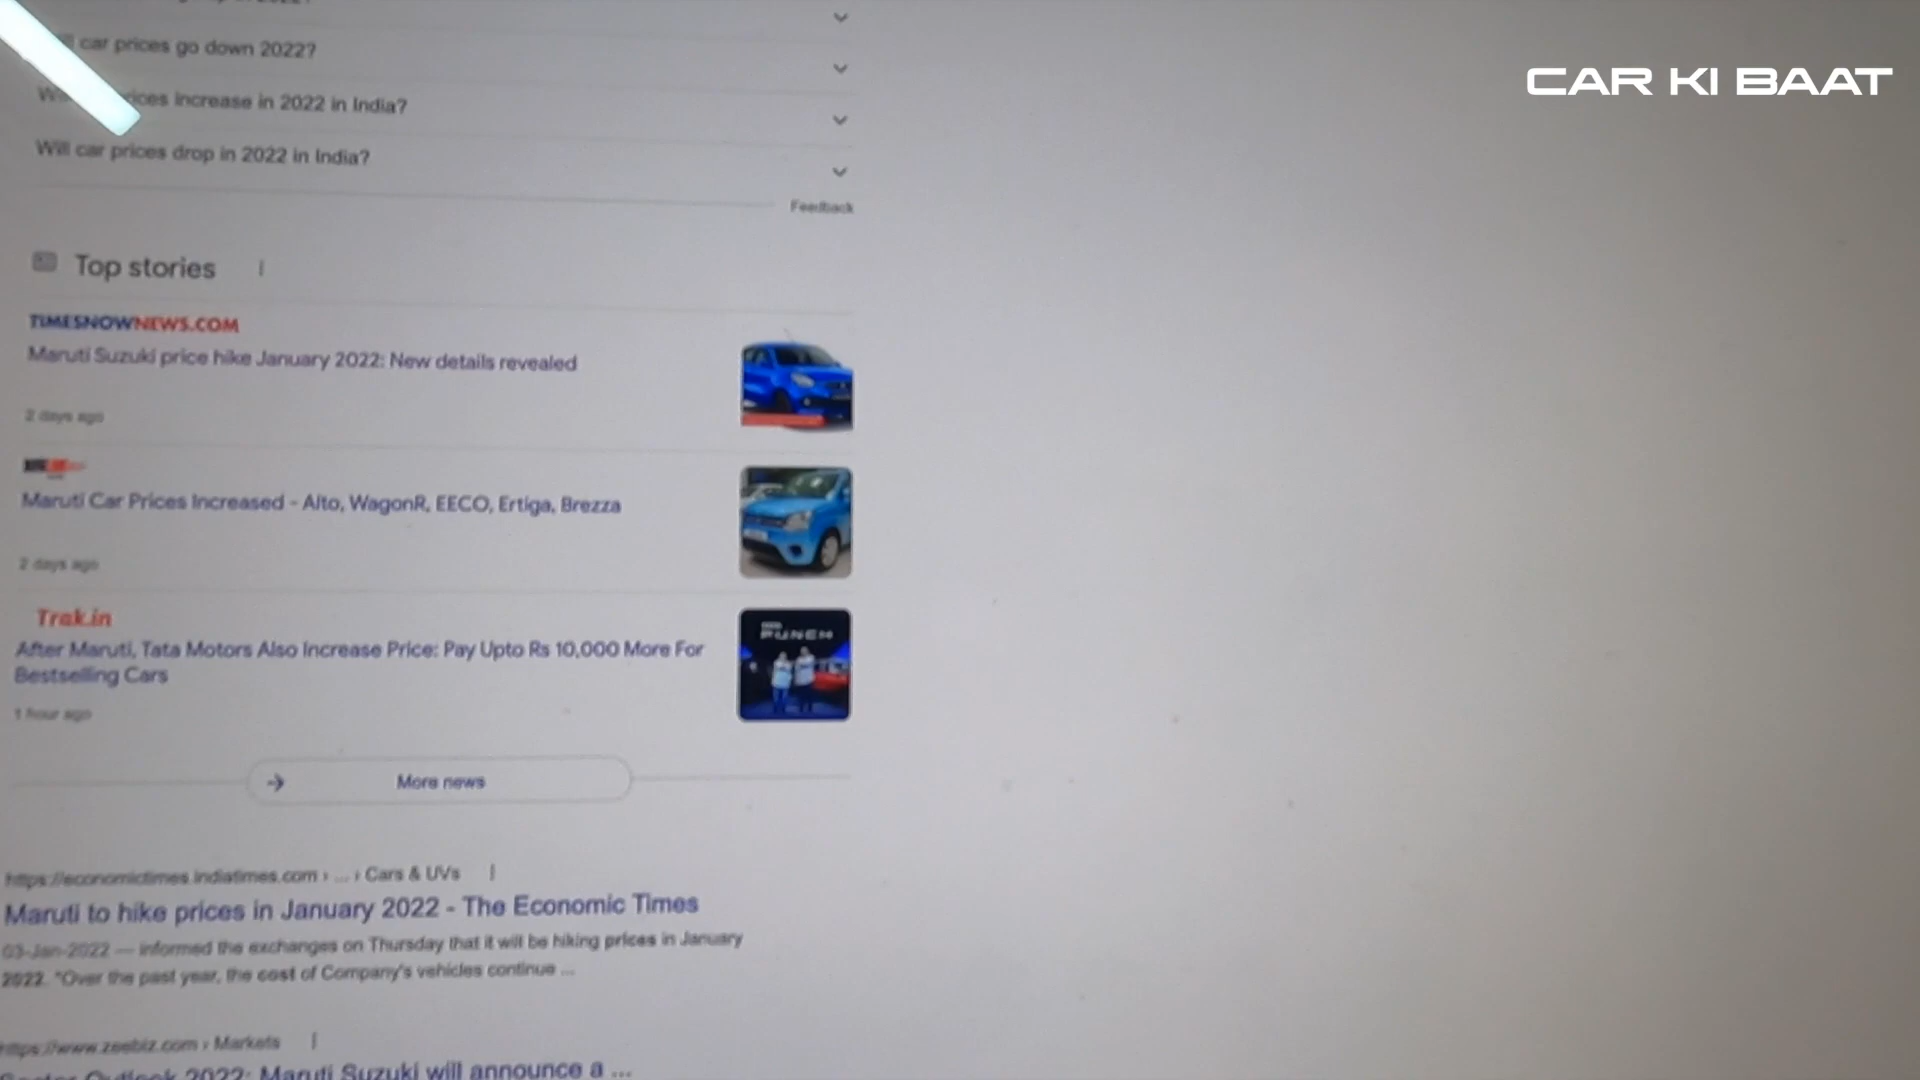 CAR KI BAAT
car prices go down 2022?
increase in 2022 in India?
Will car prices drop in 2022 in India?
Feedback
Top stories
TIMESNOWNEWS.COM
Maruti Suzuki price hike January 2022: New details revealed
2 days ago
Maruti Car Prices Increased - Alto, WagonR, EECO, Ertiga, Brezza
2 days ago
Trak.in
PUNCH
After Maruti, Tata Motors Also Increase Price: Pay Upto Rs 10,000 More For
Bestselling Cars
1 hour ago
More news
https://economictimes.indiatimes.com › ... › Cars & UVs
Maruti to hike prices in January 2022 - The Economic Times
03-Jan-2022 — informed the exchanges on Thursday that it will be hiking prices in January
2022. "Over the past year, the cost of Company's vehicles continue ...
https://www.zeebiz.com › Markets
Outlook 2022: Maruti Suzuki will announce a ...